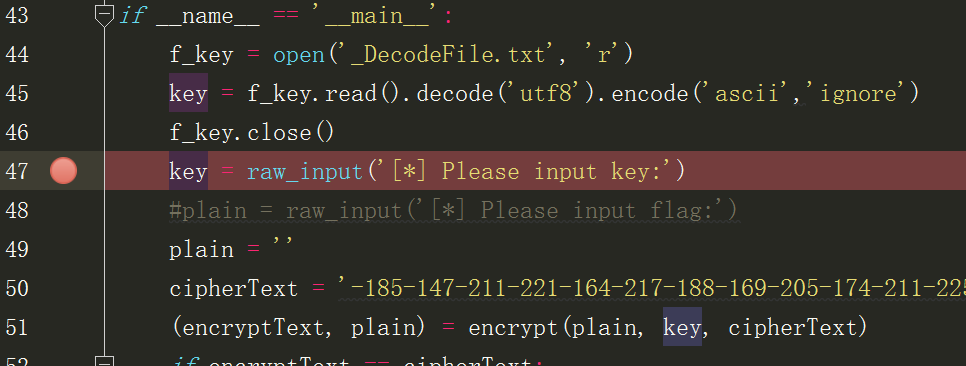 43 if __name__ == '__main__':
44 f_key = open('_DecodeFile.txt', 'r')
45 key = f_key.read().decode('utf8').encode('ascii','ignore')
46 f_key.close()
47 key = raw_input('[*] Please input key:')
48 #plain = raw_input('[*] Please input flag:')
49 plain = ''
50 cipherText = '-185-147-211-221-164-217-188-169-205-174-211-225
51 (encryptText, plain) = encrypt(plain, key, cipherText)
52 if encryptText == cipherText: